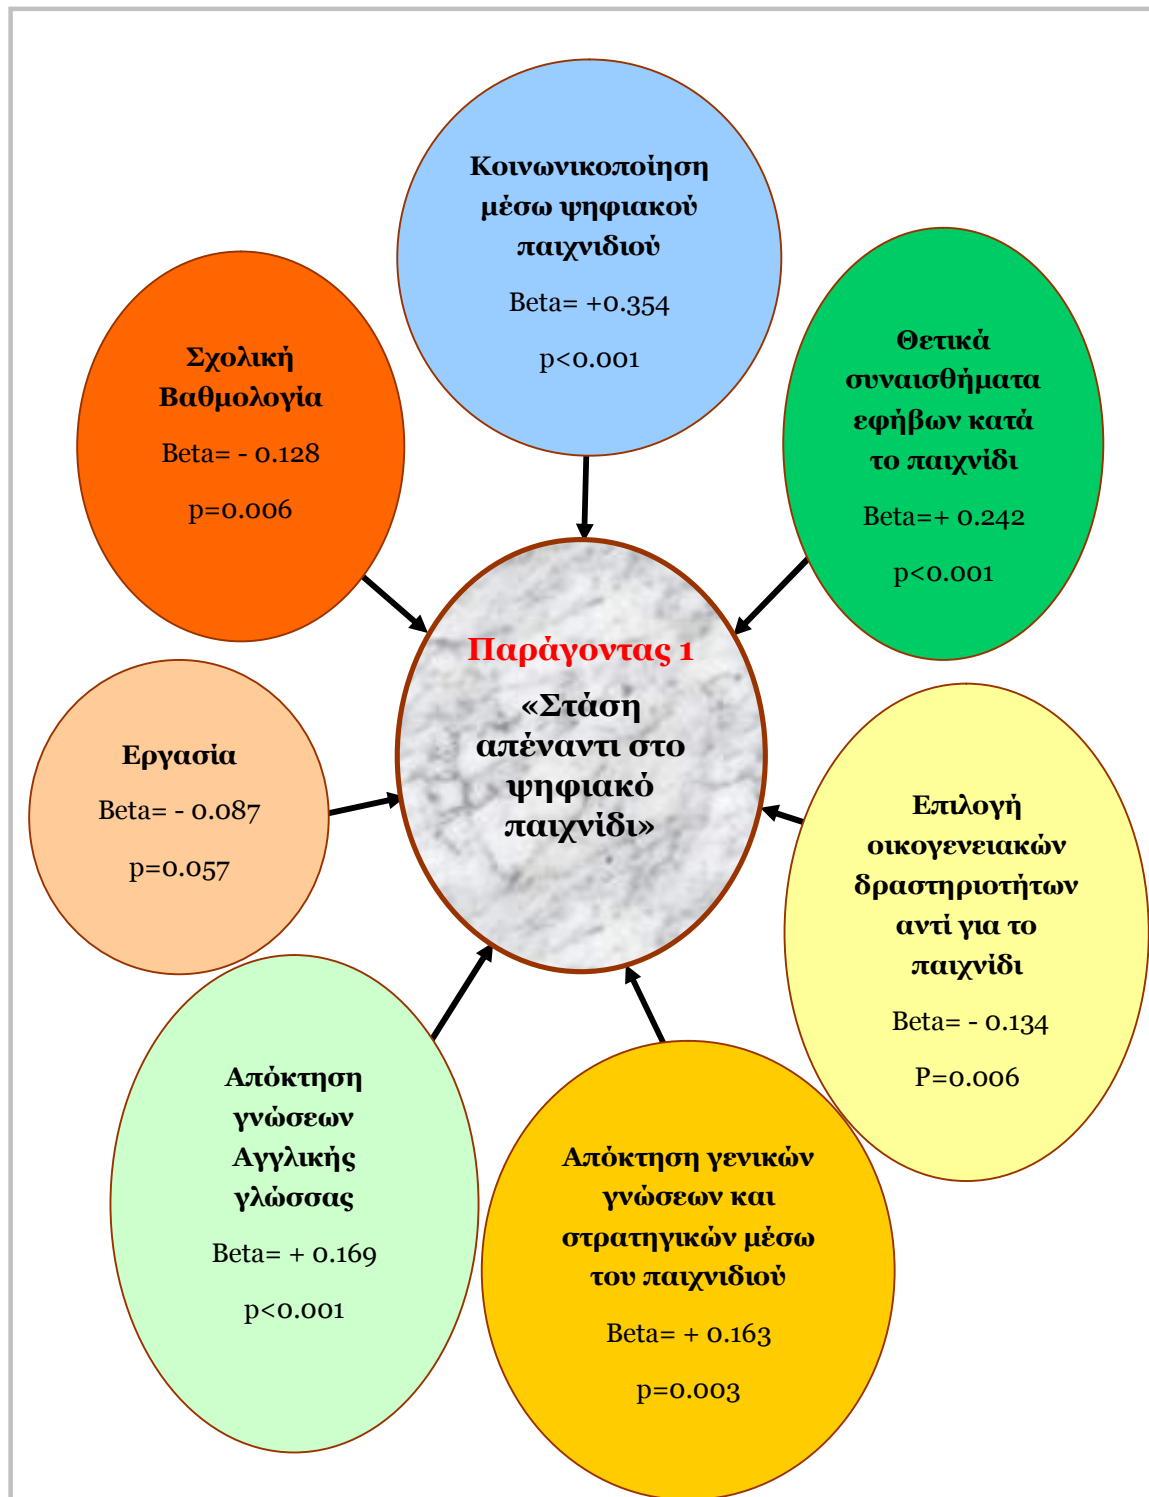 Κοινωνικοποίηση
μέσω ψηφιακού
παιχνιδιού
Beta= +0.354
p<0.001
Σχολική
Βαθμολογία
Beta= - 0.128
p=0.006
Θετικά
συναισθήματα
εφήβων κατά
το παιχνίδι
Beta=+ 0.242
p<0.001
Παράγοντας 1
«Στάση
απέναντι στο
ψηφιακό
παιχνίδι»
Εργασία
Beta= - 0.087
p=0.057
Επιλογή
οικογενειακών
δραστηριοτήτων
αντί για το
παιχνίδι
Beta= - 0.134
P=0.006
Απόκτηση
γνώσεων
Αγγλικής
γλώσσας
Beta= + 0.169
p<0.001
Απόκτηση γενικών
γνώσεων και
στρατηγικών μέσω
του παιχνιδιού
Beta= + 0.163
p=0.003